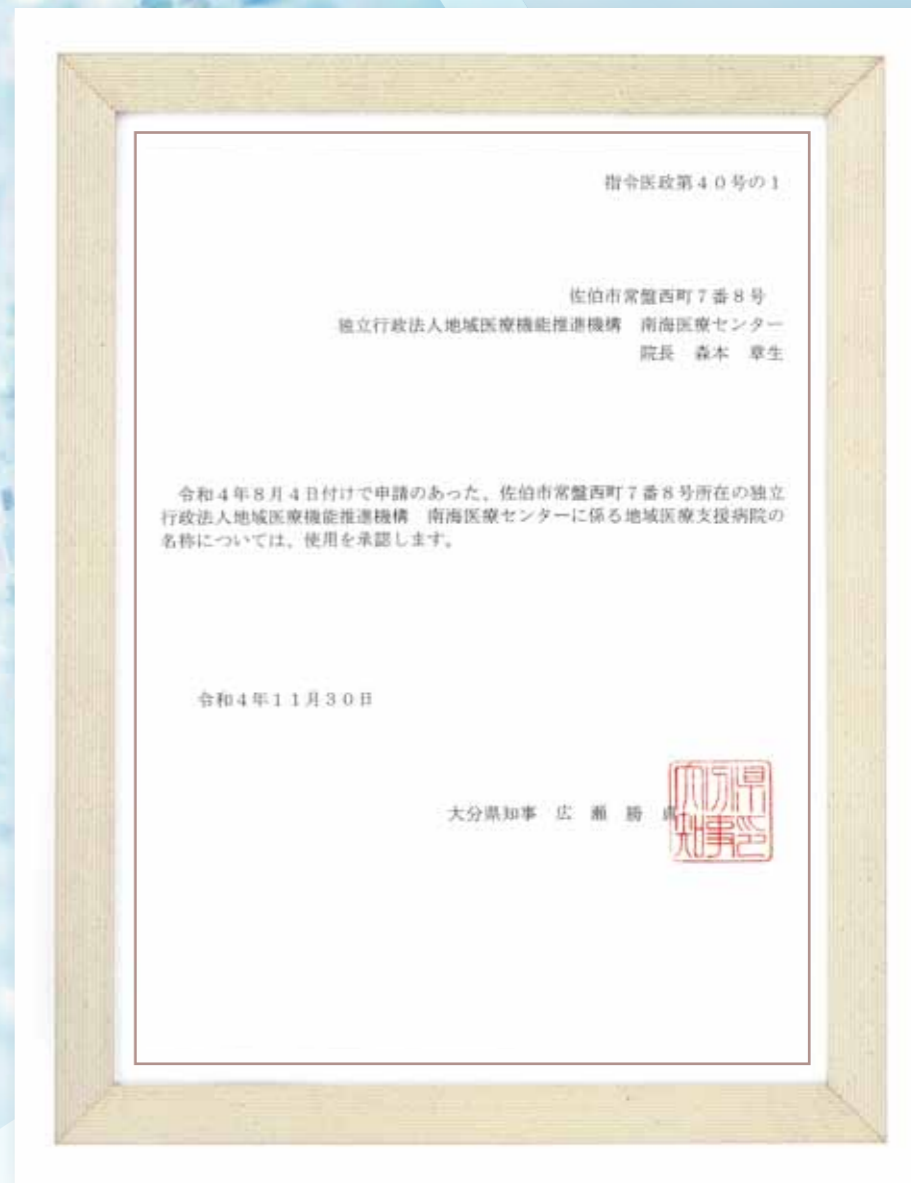 指令医政第４０号の１
佐伯市常盤西町７番８号
独立行政法人地域医療機能推進機構　南海医療センター
院長　森本　章生
令和４年８月４日付けで申請のあった、佐伯市常盤西町７番８号所在の独立
行政法人地域医療機能推進機構　南海医療センターに係る地域医療支援病院の
名称については、使用を承認します。
令和４年１１月３０日
大分県知事　広　瀬　勝　貞
大分県知事印